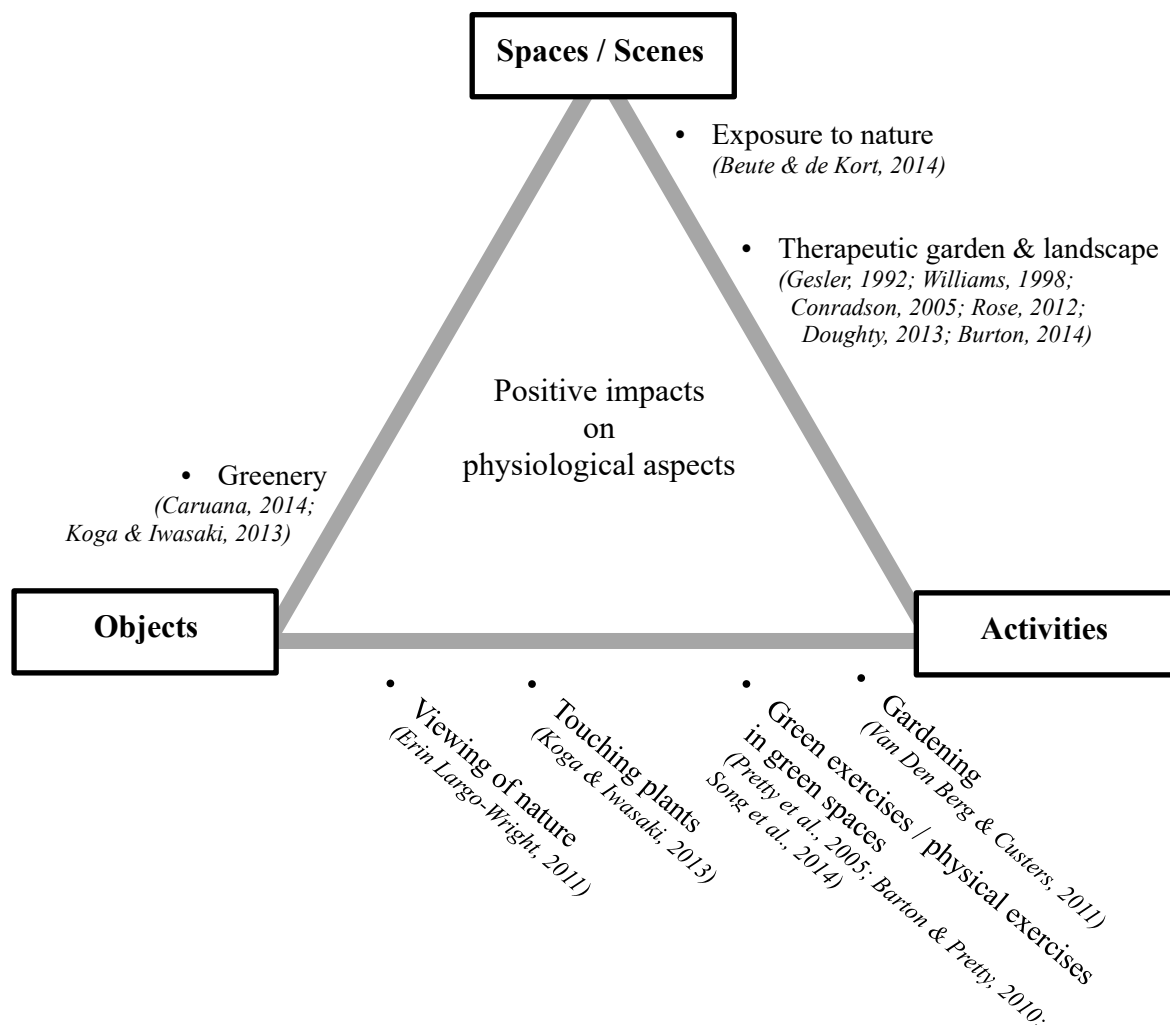 Spaces / Scenes
• Exposure to nature
(Beute & de Kort, 2014)
• Therapeutic garden & landscape
(Gesler, 1992; Williams, 1998;
Conradson, 2005; Rose, 2012;
Doughty, 2013; Burton, 2014)
Positive impacts
on
physiological aspects
• Greenery
(Caruana, 2014;
Koga & Iwasaki, 2013)
Objects
Activities
• Viewing of nature
(Erin Largo-Wright, 2011)
• Touching plants
(Koga & Iwasaki, 2013)
• Green exercises / physical exercises
in green spaces
(Pretty et al., 2005; Barton & Pretty, 2010;
Song et al., 2014)
• Gardening
(Van Den Berg & Custers, 2011)